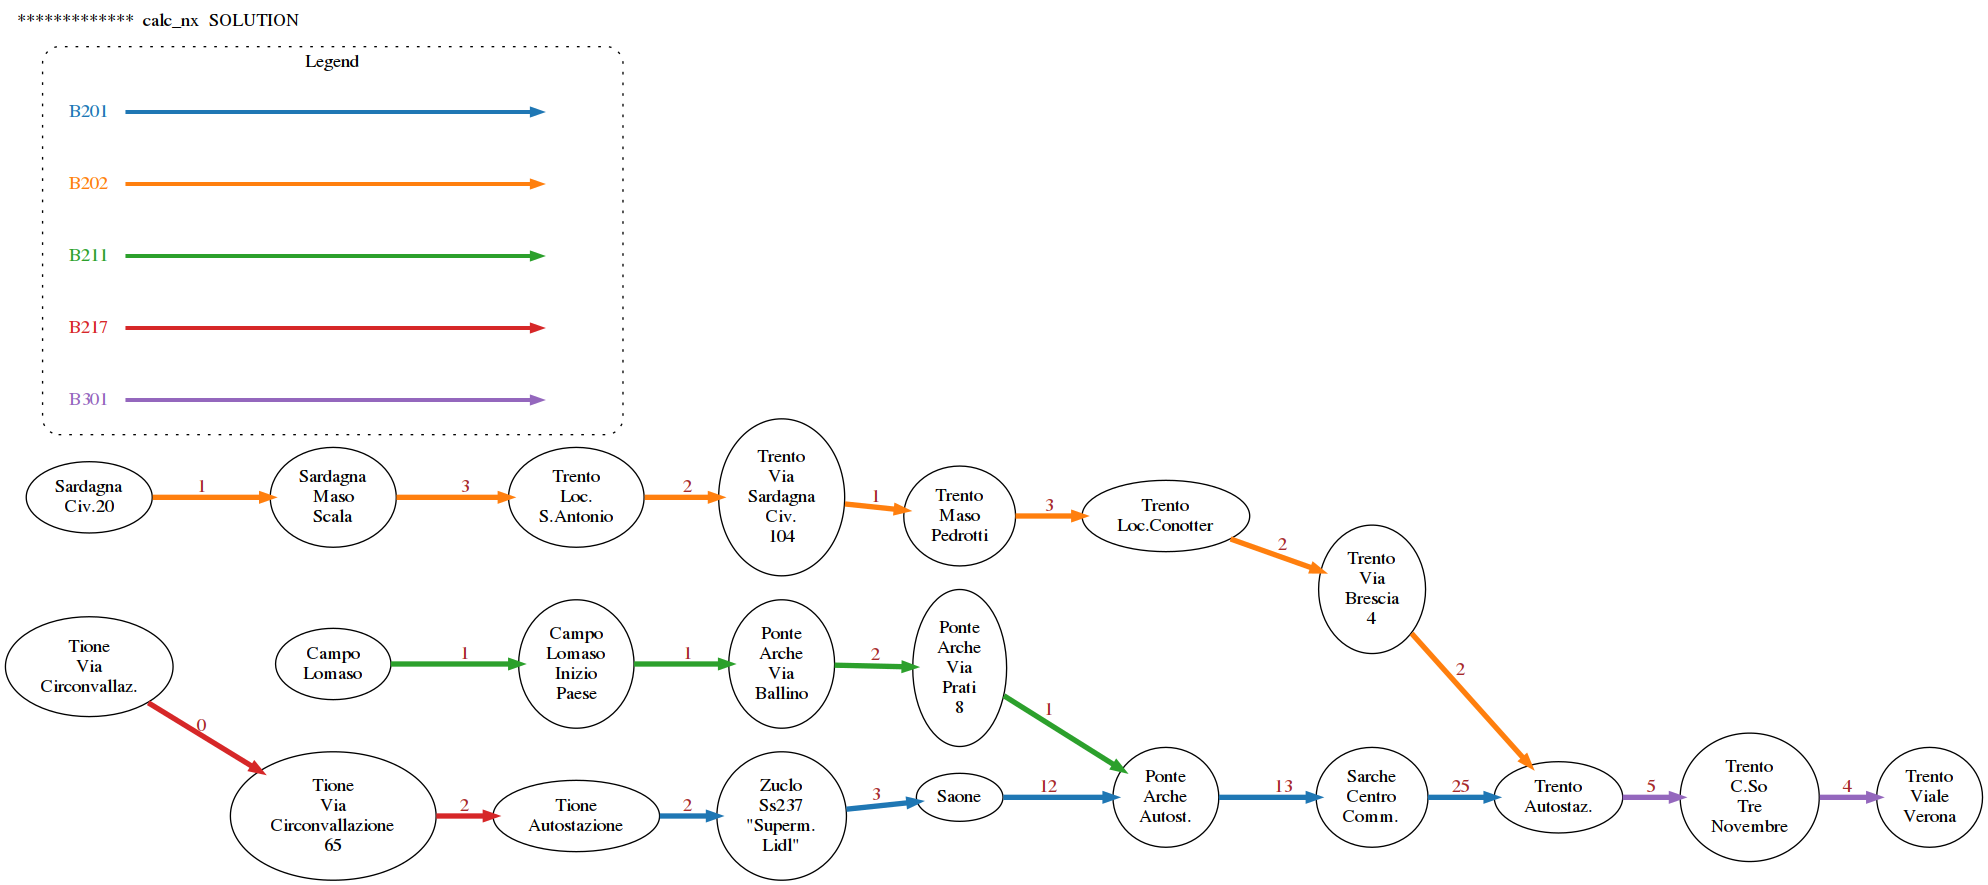 ************* calc_nx SOLUTION
Legend
B201
B202
B211
B217
B301
Sardagna
Civ.20
1
Sardagna
Maso
Scala
3
Trento
Loc.
S.Antonio
2
Trento
Via
Sardagna
Civ.
104
1
Trento
Maso
Pedrotti
3
Trento
Loc.Conotter
2
Trento
Via
Brescia
4
2
Tione
Via
Circonvallaz.
0
Campo
Lomaso
1
Campo
Lomaso
Inizio
Paese
1
Ponte
Arche
Via
Ballino
2
Ponte
Arche
Via
Prati
8
1
Tione
Via
Circonvallazione
65
2
Tione
Autostazione
2
Zuclo
Ss237
"Superm.
Lidl"
3
Saone
12
Ponte
Arche
Autost.
13
Sarche
Centro
Comm.
25
Trento
Autostaz.
5
Trento
C.So
Tre
Novembre
4
Trento
Viale
Verona